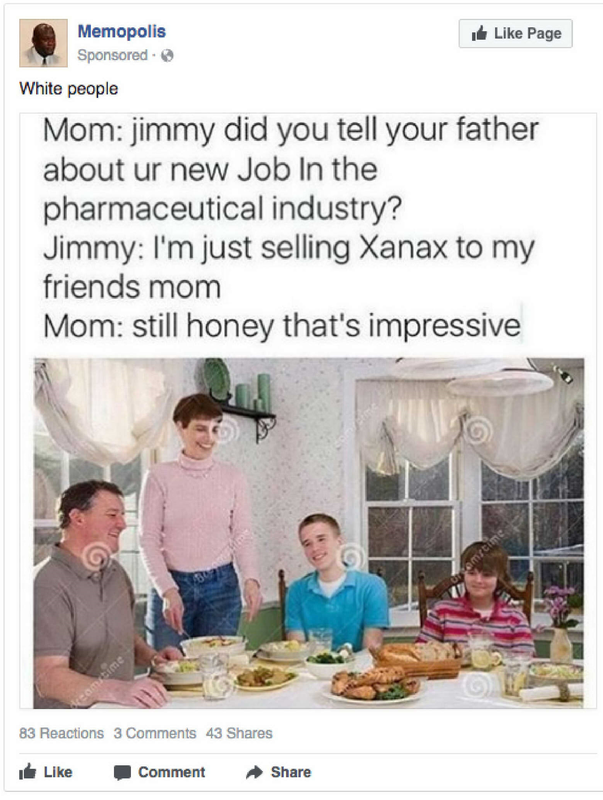 Memopolis
Like Page
Sponsored ·
White people
Mom: jimmy did you tell your father
about ur new Job In the
pharmaceutical industry?
Jimmy: I'm just selling Xanax to my
friends mom
Mom: still honey that's impressive
dreamstime
83 Reactions 3 Comments 43 Shares
Like Comment Share